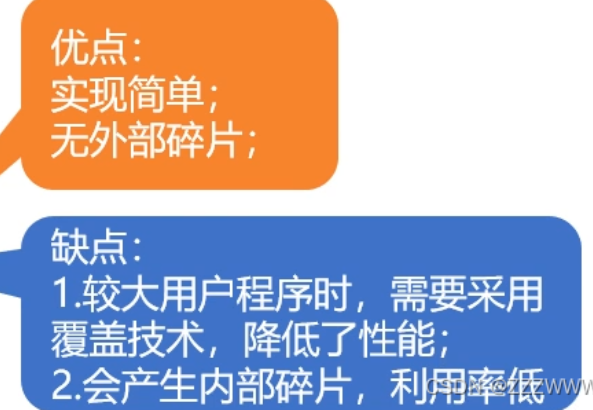 优点：
实现简单；
无外部碎片；
缺点：
1.较大用户程序时，需要采用
覆盖技术，降低了性能；
2.会产生内部碎片，利用率低
CSDN @ZZZWWW